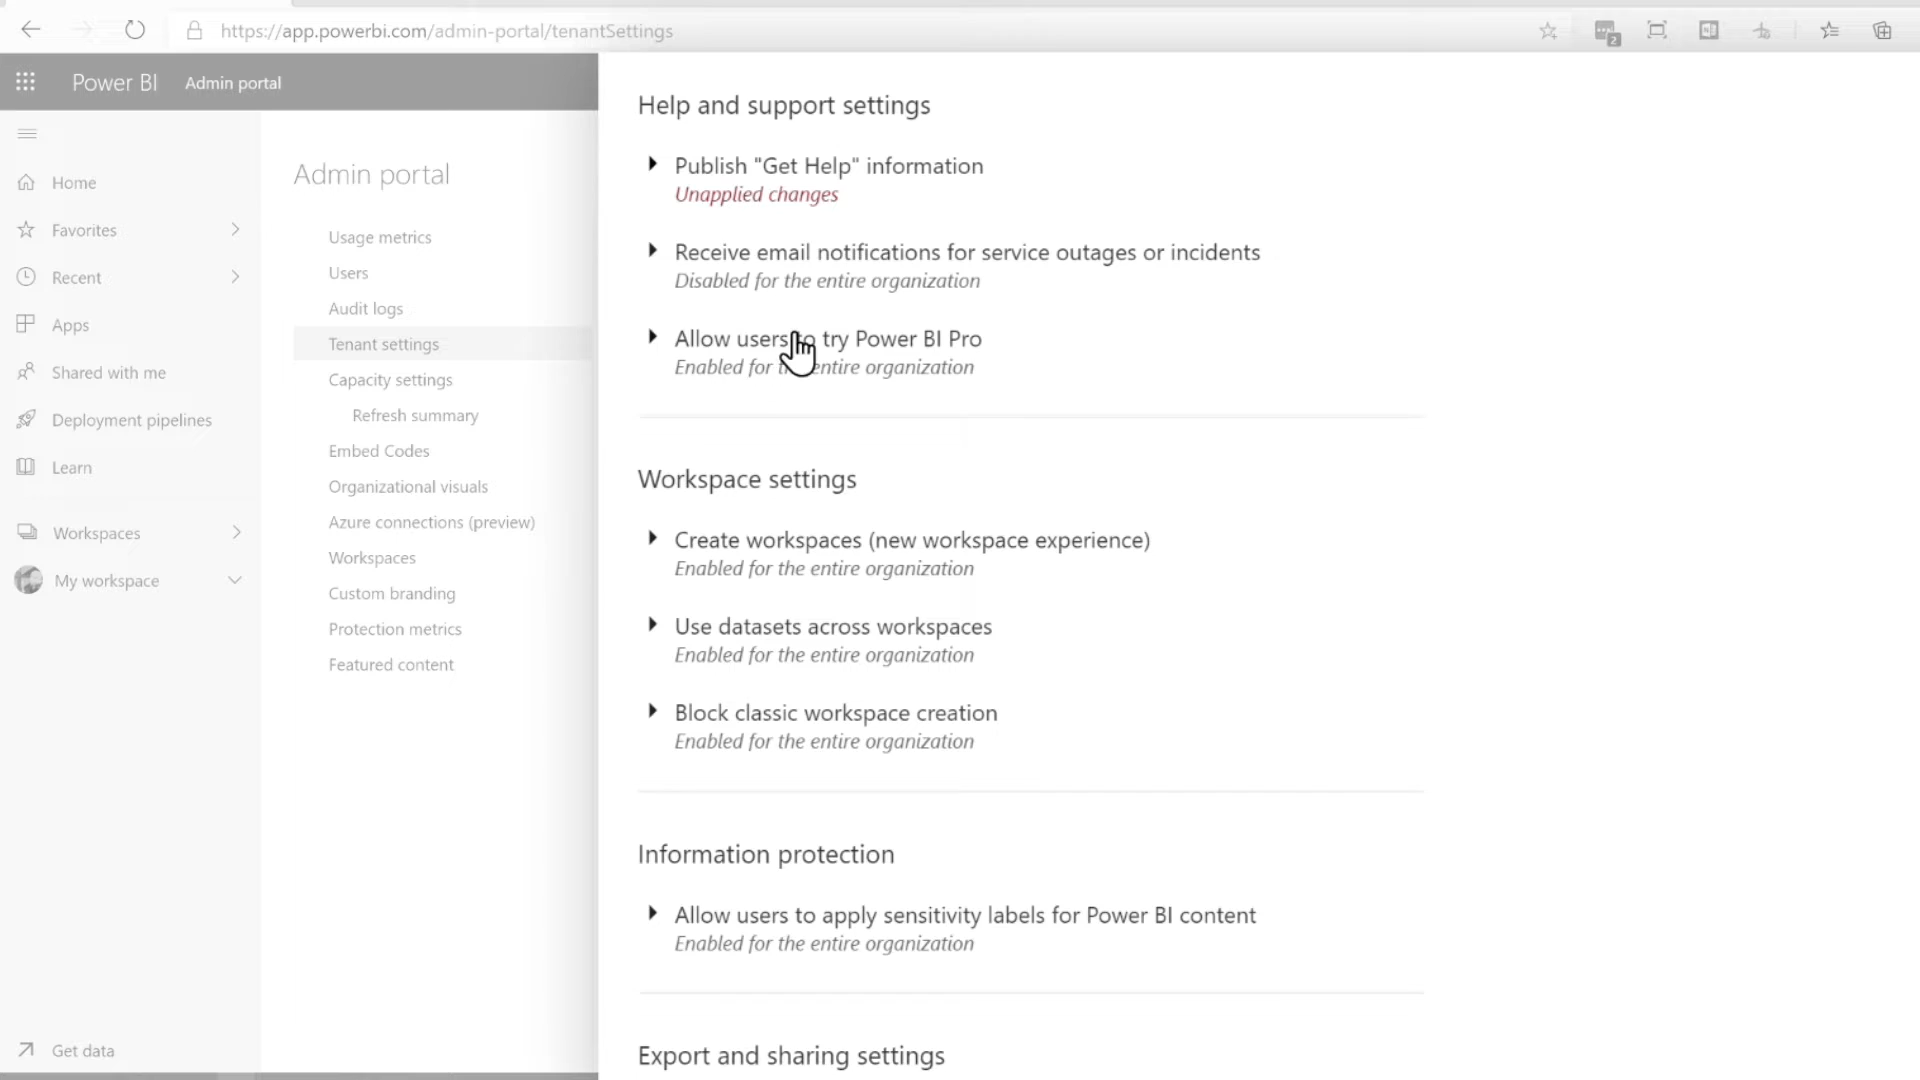 https://app.powerbi.com/admin-portal/tenantSettings
2
Power BI
Admin portal
Home
Favorites
Recent
Apps
Shared with me
Deployment pipelines
Learn
Workspaces
My workspace
Get data
Admin portal
Usage metrics
Users
Audit logs
Tenant settings
Capacity settings
Refresh summary
Embed Codes
Organizational visuals
Azure connections (preview)
Workspaces
Custom branding
Protection metrics
Featured content
Help and support settings
Publish "Get Help" information
Unapplied changes
Receive email notifications for service outages or incidents
Disabled for the entire organization
Allow users to try Power BI Pro
Enabled for the entire organization
Workspace settings
Create workspaces (new workspace experience)
Enabled for the entire organization
Use datasets across workspaces
Enabled for the entire organization
Block classic workspace creation
Enabled for the entire organization
Information protection
Allow users to apply sensitivity labels for Power BI content
Enabled for the entire organization
Export and sharing settings